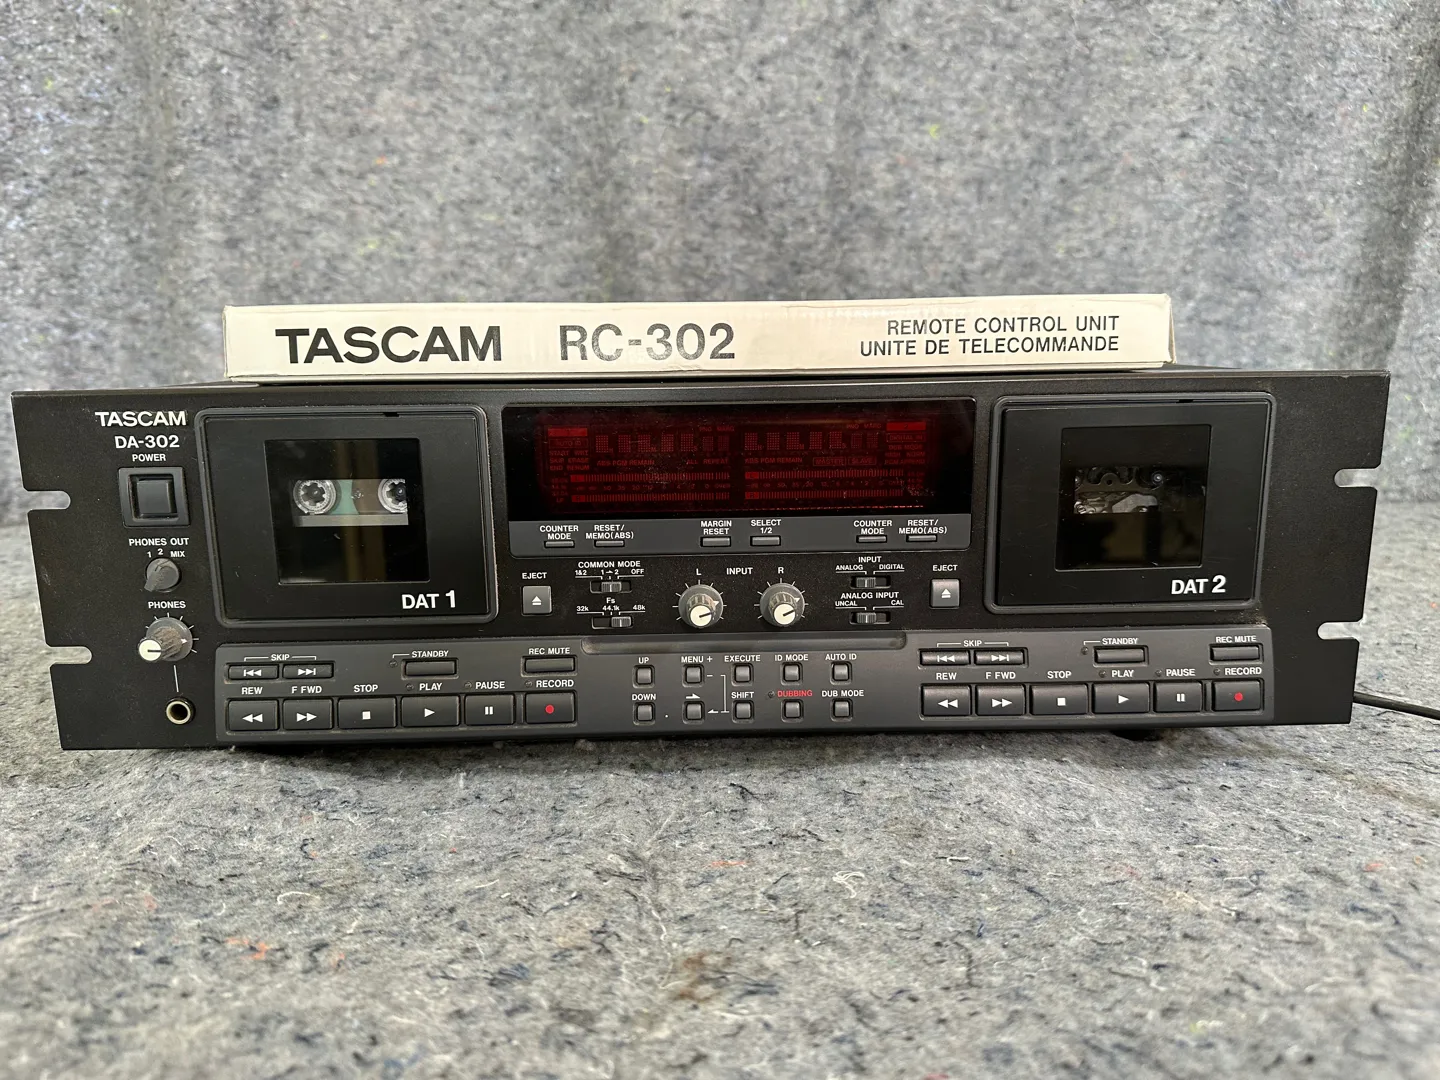 TASCAM RC-302
REMOTE CONTROL UNIT
UNITE DE TELECOMMANDE
TASCAM
DA-302
POWER
PHONES OUT
1 2 MIX
PHONES
DAT 1
COUNTER MODE
RESET/ MEMO(ABS)
MARGIN RESET
SELECT 1/2
COUNTER MODE
RESET/ MEMO(ABS)
DAT 2
EJECT
COMMON MODE
1&2 1→2 OFF
Fs
32k 44.1k 48k
L INPUT R
INPUT
ANALOG DIGITAL
ANALOG INPUT
UNCAL CAL
EJECT
SKIP
STANDBY
REC MUTE
REW F FWD STOP PLAY PAUSE RECORD
UP MENU + EXECUTE ID MODE AUTO ID
DOWN - SHIFT DUBBING DUB MODE
SKIP
STANDBY
REC MUTE
REW F FWD STOP PLAY PAUSE RECORD